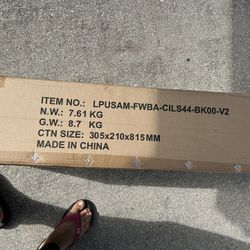 ITEM NO.: LPUSAM-FWBA-CILS44-BK00-V2
N.W.: 7.61 KG
G.W.: 8.7 KG
CTN SIZE: 305x210x815MM
MADE IN CHINA